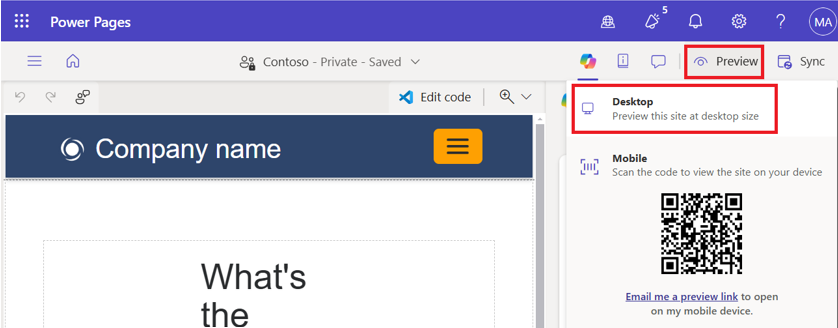 Power Pages
5
MA
Contoso - Private - Saved
Preview
Sync
Edit code
Desktop
Preview this site at desktop size
Company name
Mobile
Scan the code to view the site on your device
What's
the
Email me a preview link to open
on my mobile device.